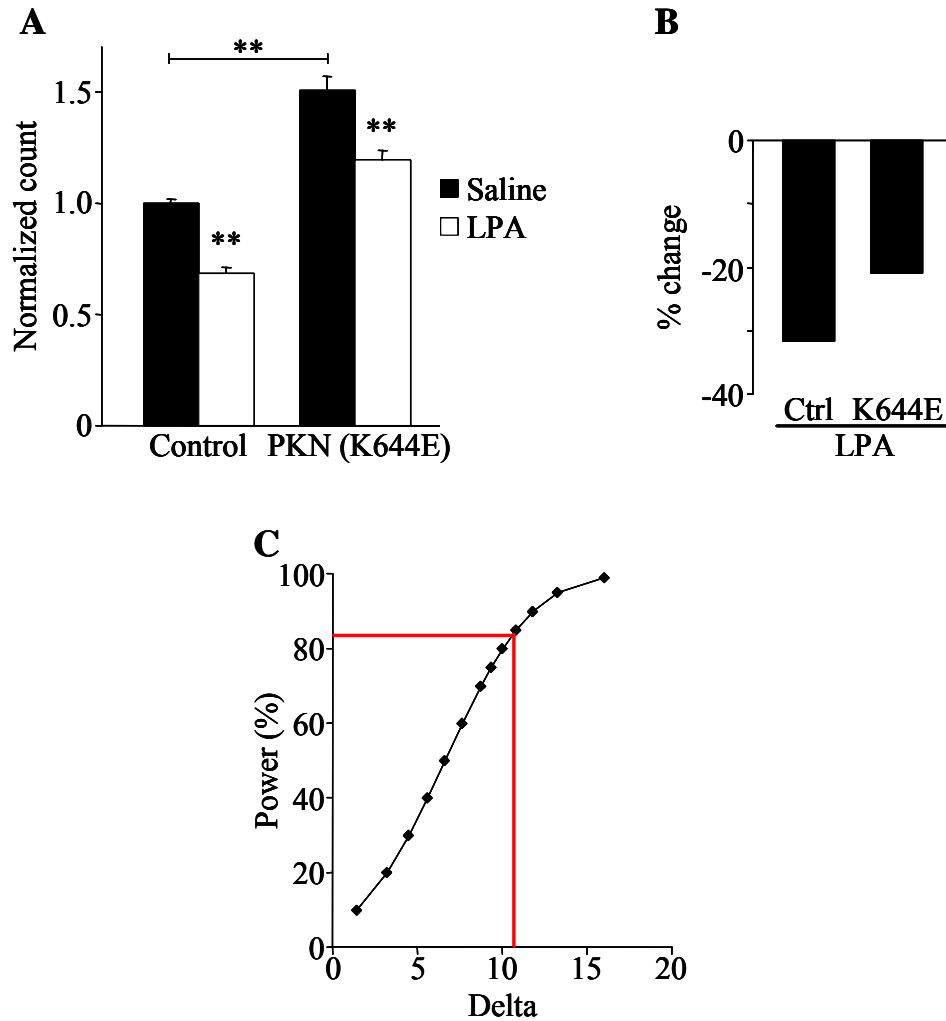 A
**
1.5
**
Normalized count
1.0
**
0.5
0
Control PKN (K644E)
Saline
LPA
B
0
% change
-20
-40
Ctrl K644E
LPA
C
100
80
Power (%)
60
40
20
0
0 5 10 15 20
Delta